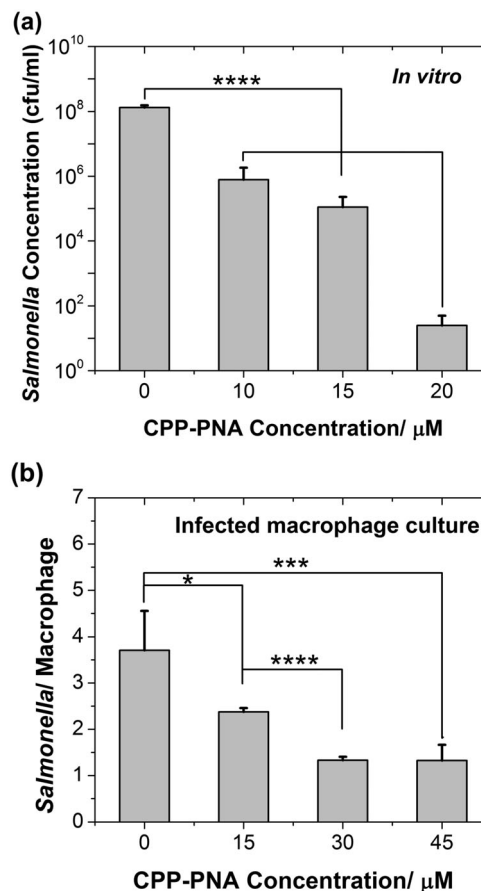 (a)
10^10
10^8
10^6
10^4
10^2
10^0
Salmonella Concentration (cfu/ml)
In vitro
****
0 10 15 20
CPP-PNA Concentration/ μM
(b)
7
6
5
4
3
2
1
0
Salmonella/ Macrophage
Infected macrophage culture
***
*
****
0 15 30 45
CPP-PNA Concentration/ μM